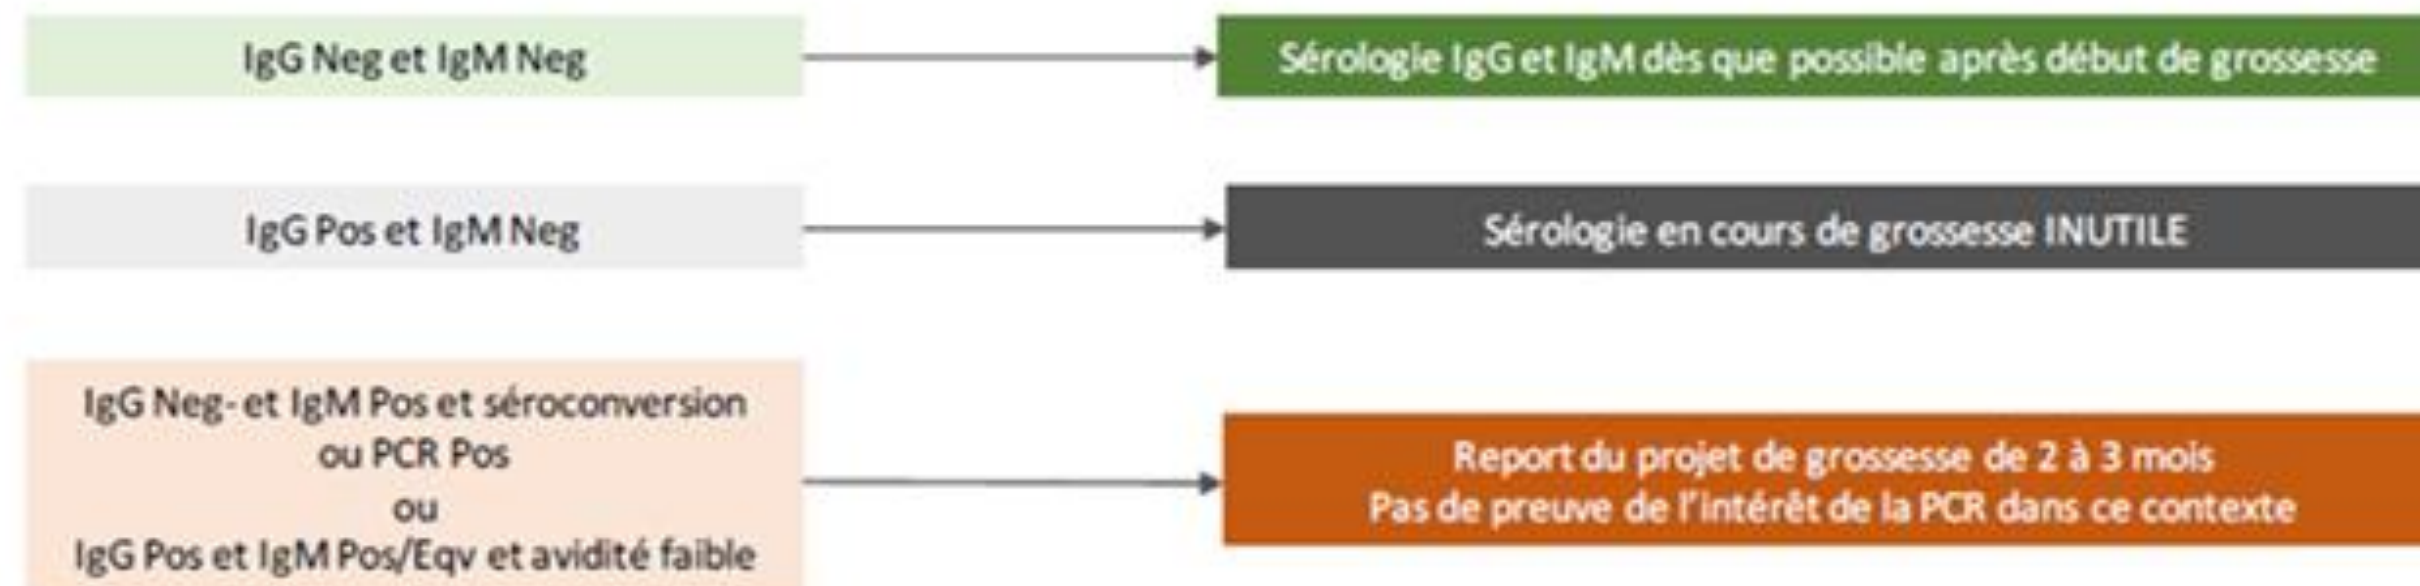 IgG Neg et IgM Neg
Sérologie IgG et IgM dès que possible après début de grossesse
IgG Pos et IgM Neg
Sérologie en cours de grossesse INUTILE
IgG Neg- et IgM Pos et séroconversion
ou PCR Pos
ou
IgG Pos et IgM Pos/Eqv et avidité faible
Report du projet de grossesse de 2 à 3 mois
Pas de preuve de l'intérêt de la PCR dans ce contexte